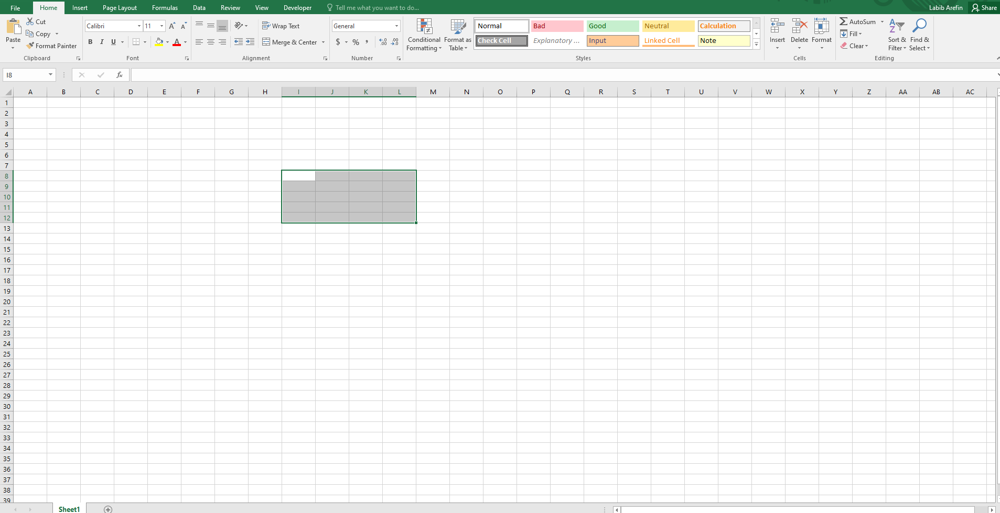 File Home Insert Page Layout Formulas Data Review View Developer Tell me what you want to do... Labib Arefin Share
Paste Cut Copy Format Painter Clipboard
Calibri 11 B I U A Font
Wrap Text Merge & Center Alignment
General $ % , Number
Conditional Formatting Format as Table
Normal Bad Good Neutral Calculation
Check Cell Explanatory ... Input Linked Cell Note
Styles
Insert Delete Format Cells
AutoSum Fill Clear Sort & Filter Find & Select Editing
I8 fx
A B C D E F G H I J K L M N O P Q R S T U V W X Y Z AA AB AC
1
2
3
4
5
6
7
8
9
10
11
12
13
14
15
16
17
18
19
20
21
22
23
24
25
26
27
28
29
30
31
32
33
34
35
36
37
38
39
Sheet1